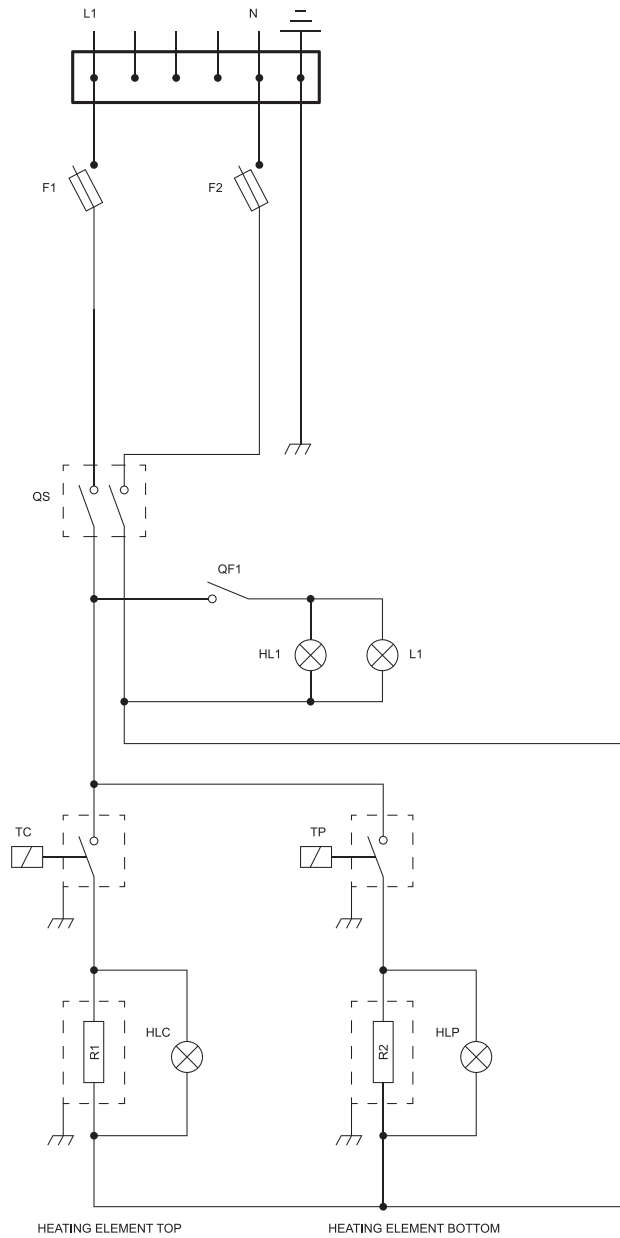 L1
N
F1
F2
QS
QF1
HL1
L1
TC
TP
R1
HLC
R2
HLP
HEATING ELEMENT TOP
HEATING ELEMENT BOTTOM